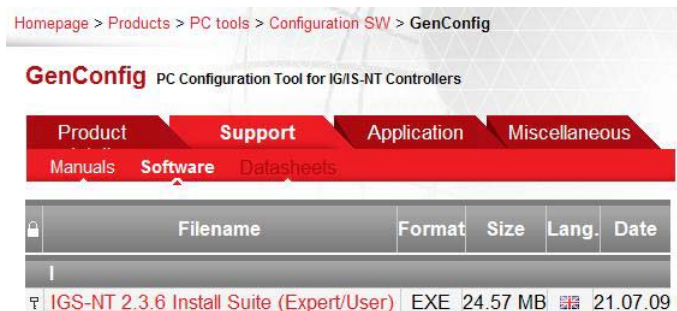 Homepage > Products > PC tools > Configuration SW > GenConfig
GenConfig PC Configuration Tool for IG/IS-NT Controllers
Product Support Application Miscellaneous
Manuals Software Datasheets
Filename Format Size Lang. Date
I
IGS-NT 2.3.6 Install Suite (Expert/User) EXE 24.57 MB 21.07.09